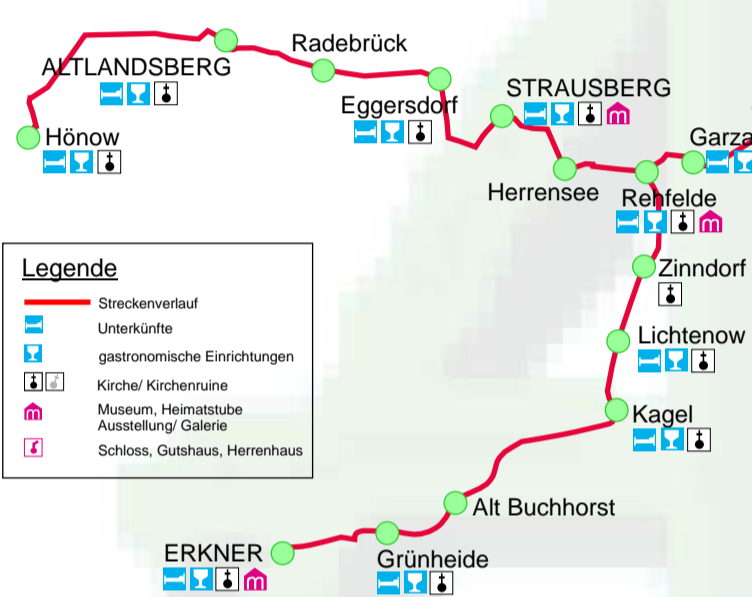 Radebrück
ALTLANDSBERG
Eggersdorf
STRAUSBERG
Hönow
Garza
Herrensee
Rehfelde
Zinndorf
Legende
Streckenverlauf
Unterkünfte
gastronomische Einrichtungen
Kirche/ Kirchenruine
Museum, Heimatstube
Ausstellung/ Galerie
Schloss, Gutshaus, Herrenhaus
Lichtenow
Kagel
Alt Buchhorst
ERKNER
Grünheide